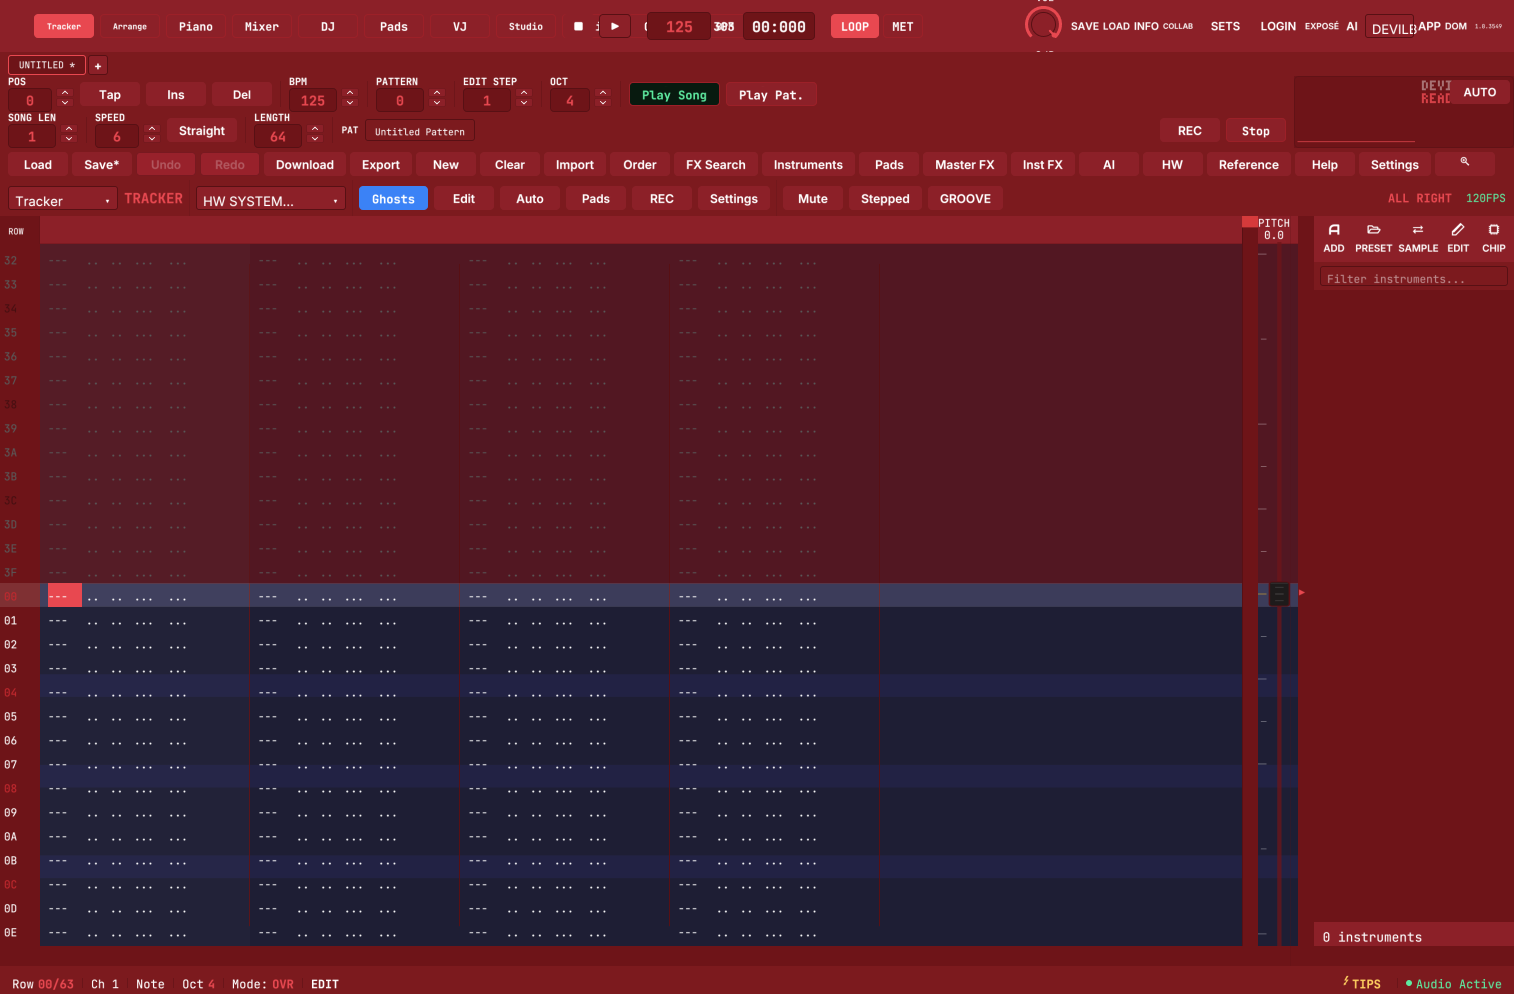 Tracker Arrange Piano Mixer DJ Pads VJ Studio 125 00:000 LOOP MET SAVE LOAD INFO COLLAB SETS LOGIN EXPOSÉ AI APP DOM 1.0.3549
UNTITLED * +
POS 0 Tap Ins Del BPM 125 PATTERN 0 EDIT STEP 1 OCT 4 Play Song Play Pat. AUTO
SONG LEN 1 SPEED 6 Straight LENGTH 64 PAT Untitled Pattern REC Stop
Load Save* Undo Redo Download Export New Clear Import Order FX Search Instruments Pads Master FX Inst FX AI HW Reference Help Settings
Tracker TRACKER HW SYSTEM... Ghosts Edit Auto Pads REC Settings Mute Stepped GROOVE ALL RIGHT 120FPS
ROW PITCH
0.0
ADD PRESET SAMPLE EDIT CHIP
Filter instruments...
32 --- .. .. ... ... --- .. .. ... ... --- .. .. ... ... --- .. .. ... ...
33 --- .. .. ... ... --- .. .. ... ... --- .. .. ... ... --- .. .. ... ...
34 --- .. .. ... ... --- .. .. ... ... --- .. .. ... ... --- .. .. ... ...
35 --- .. .. ... ... --- .. .. ... ... --- .. .. ... ... --- .. .. ... ...
36 --- .. .. ... ... --- .. .. ... ... --- .. .. ... ... --- .. .. ... ...
37 --- .. .. ... ... --- .. .. ... ... --- .. .. ... ... --- .. .. ... ...
38 --- .. .. ... ... --- .. .. ... ... --- .. .. ... ... --- .. .. ... ...
39 --- .. .. ... ... --- .. .. ... ... --- .. .. ... ... --- .. .. ... ...
3A --- .. .. ... ... --- .. .. ... ... --- .. .. ... ... --- .. .. ... ...
3B --- .. .. ... ... --- .. .. ... ... --- .. .. ... ... --- .. .. ... ...
3C --- .. .. ... ... --- .. .. ... ... --- .. .. ... ... --- .. .. ... ...
3D --- .. .. ... ... --- .. .. ... ... --- .. .. ... ... --- .. .. ... ...
3E --- .. .. ... ... --- .. .. ... ... --- .. .. ... ... --- .. .. ... ...
3F --- .. .. ... ... --- .. .. ... ... --- .. .. ... ... --- .. .. ... ...
00 --- .. .. ... ... --- .. .. ... ... --- .. .. ... ... --- .. .. ... ...
01 --- .. .. ... ... --- .. .. ... ... --- .. .. ... ... --- .. .. ... ...
02 --- .. .. ... ... --- .. .. ... ... --- .. .. ... ... --- .. .. ... ...
03 --- .. .. ... ... --- .. .. ... ... --- .. .. ... ... --- .. .. ... ...
04 --- .. .. ... ... --- .. .. ... ... --- .. .. ... ... --- .. .. ... ...
05 --- .. .. ... ... --- .. .. ... ... --- .. .. ... ... --- .. .. ... ...
06 --- .. .. ... ... --- .. .. ... ... --- .. .. ... ... --- .. .. ... ...
07 --- .. .. ... ... --- .. .. ... ... --- .. .. ... ... --- .. .. ... ...
08 --- .. .. ... ... --- .. .. ... ... --- .. .. ... ... --- .. .. ... ...
09 --- .. .. ... ... --- .. .. ... ... --- .. .. ... ... --- .. .. ... ...
0A --- .. .. ... ... --- .. .. ... ... --- .. .. ... ... --- .. .. ... ...
0B --- .. .. ... ... --- .. .. ... ... --- .. .. ... ... --- .. .. ... ...
0C --- .. .. ... ... --- .. .. ... ... --- .. .. ... ... --- .. .. ... ...
0D --- .. .. ... ... --- .. .. ... ... --- .. .. ... ... --- .. .. ... ...
0E --- .. .. ... ... --- .. .. ... ... --- .. .. ... ... --- .. .. ... ...
0 instruments
Row 00/63 Ch 1 Note Oct 4 Mode: OVR EDIT TIPS Audio Active